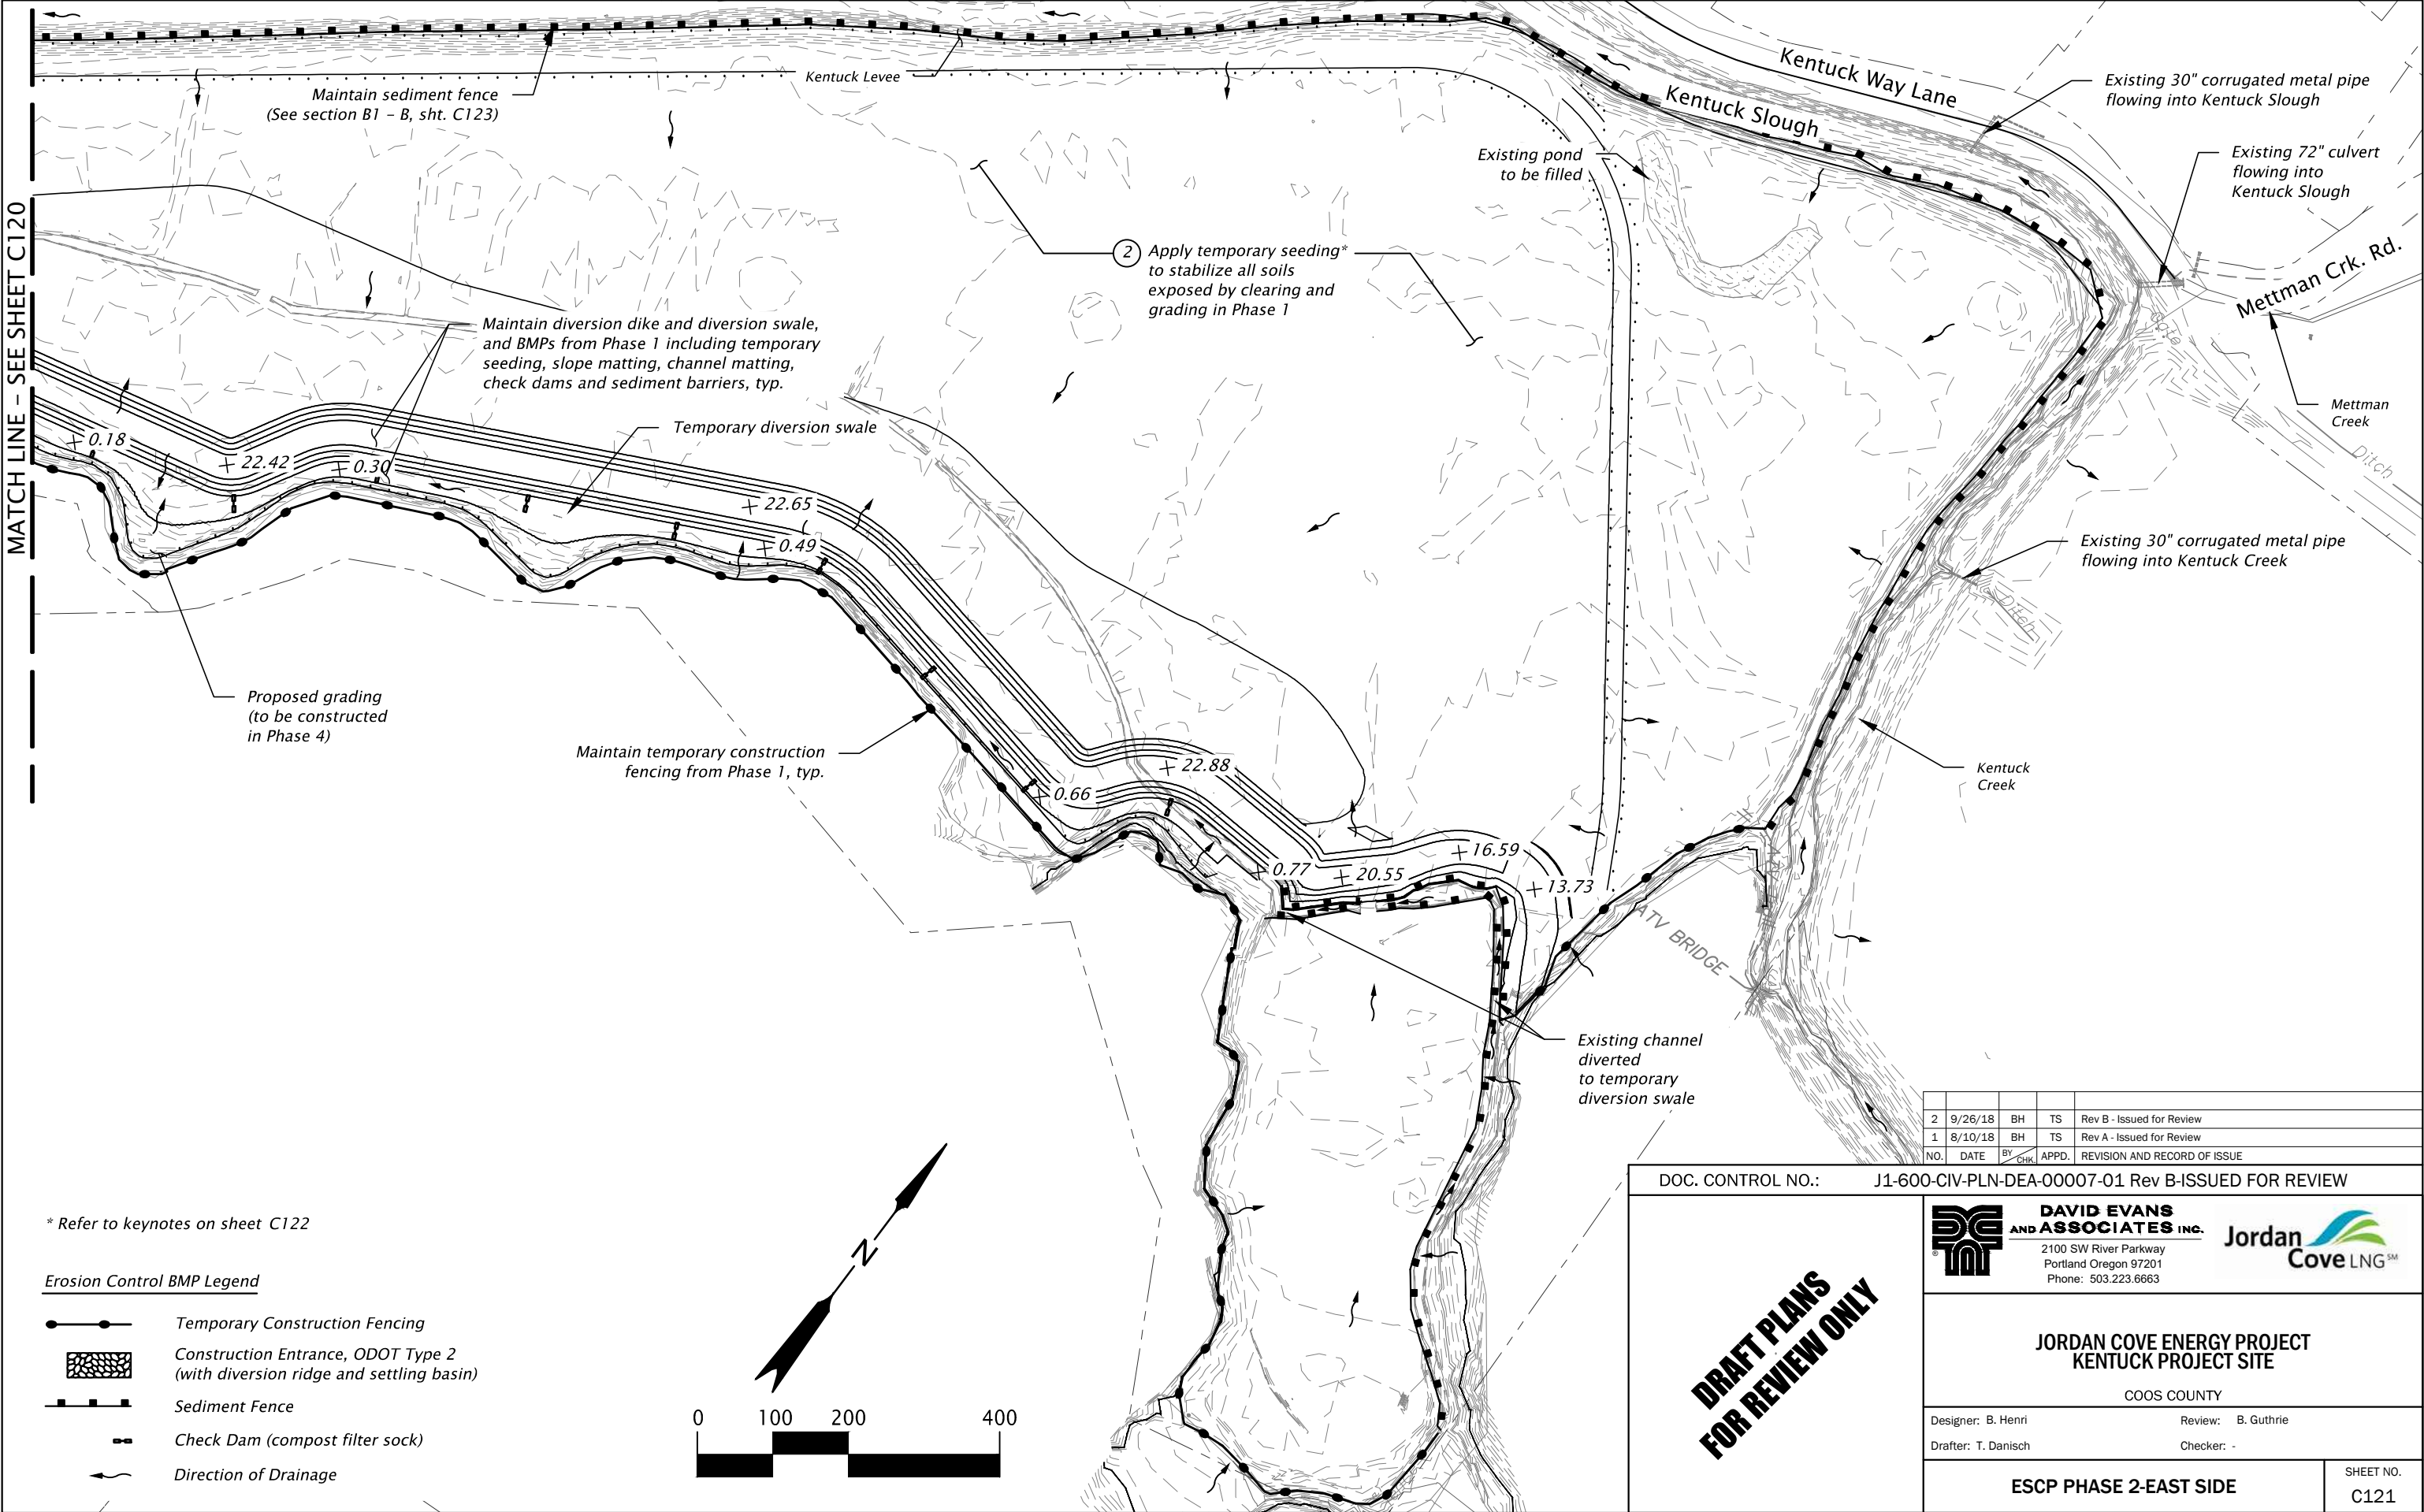 MATCH LINE - SEE SHEET C120
Maintain sediment fence
(See section B1 - B, sht. C123)
Kentuck Levee
Kentuck Way Lane
Kentuck Slough
Existing 30" corrugated metal pipe
flowing into Kentuck Slough
Existing 72" culvert
flowing into
Kentuck Slough
Existing pond
to be filled
2
Apply temporary seeding*
to stabilize all soils
exposed by clearing and
grading in Phase 1
Mettman Crk. Rd.
Gate
Mettman
Creek
Ditch
Maintain diversion dike and diversion swale,
and BMPs from Phase 1 including temporary
seeding, slope matting, channel matting,
check dams and sediment barriers, typ.
Temporary diversion swale
0.18
22.42
0.30
22.65
0.49
Existing 30" corrugated metal pipe
flowing into Kentuck Creek
Ditch
Proposed grading
(to be constructed
in Phase 4)
Maintain temporary construction
fencing from Phase 1, typ.
22.88
0.66
Kentuck
Creek
16.59
0.77
20.55
13.73
ATV BRIDGE
Existing channel
diverted
to temporary
diversion swale
* Refer to keynotes on sheet C122
Erosion Control BMP Legend
Temporary Construction Fencing
Construction Entrance, ODOT Type 2
(with diversion ridge and settling basin)
Sediment Fence
Check Dam (compost filter sock)
Direction of Drainage
N
0 100 200 400
2 9/26/18 BH TS Rev B - Issued for Review
1 8/10/18 BH TS Rev A - Issued for Review
NO. DATE BY CHK. APPD. REVISION AND RECORD OF ISSUE
DOC. CONTROL NO.: J1-600-CIV-PLN-DEA-00007-01 Rev B-ISSUED FOR REVIEW
DRAFT PLANS
FOR REVIEW ONLY
DAVID EVANS
AND ASSOCIATES INC.
2100 SW River Parkway
Portland Oregon 97201
Phone: 503.223.6663
®
Jordan
Cove LNG SM
JORDAN COVE ENERGY PROJECT
KENTUCK PROJECT SITE
COOS COUNTY
Designer: B. Henri Review: B. Guthrie
Drafter: T. Danisch Checker: -
ESCP PHASE 2-EAST SIDE
SHEET NO.
C121